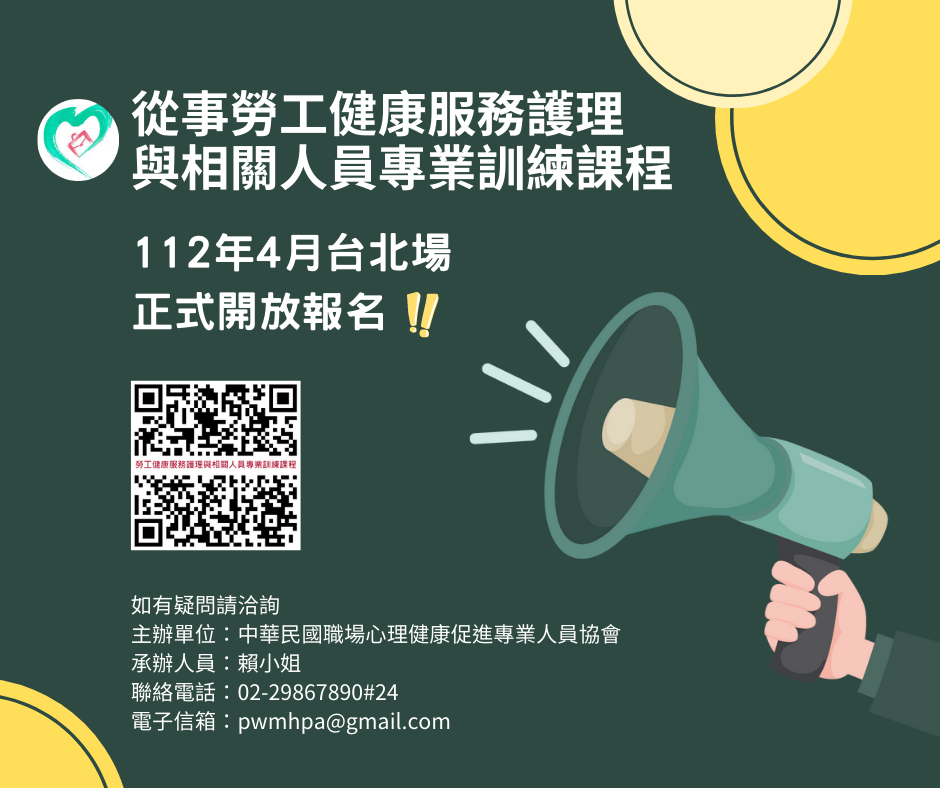 從事勞工健康服務護理
與相關人員專業訓練課程
112年4月台北場
正式開放報名 !!
勞工健康服務護理與相關人員專業訓練課程
如有疑問請洽詢
主辦單位：中華民國職場心理健康促進專業人員協會
承辦人員：賴小姐
聯絡電話：02-29867890#24
電子信箱：pwmhpa@gmail.com